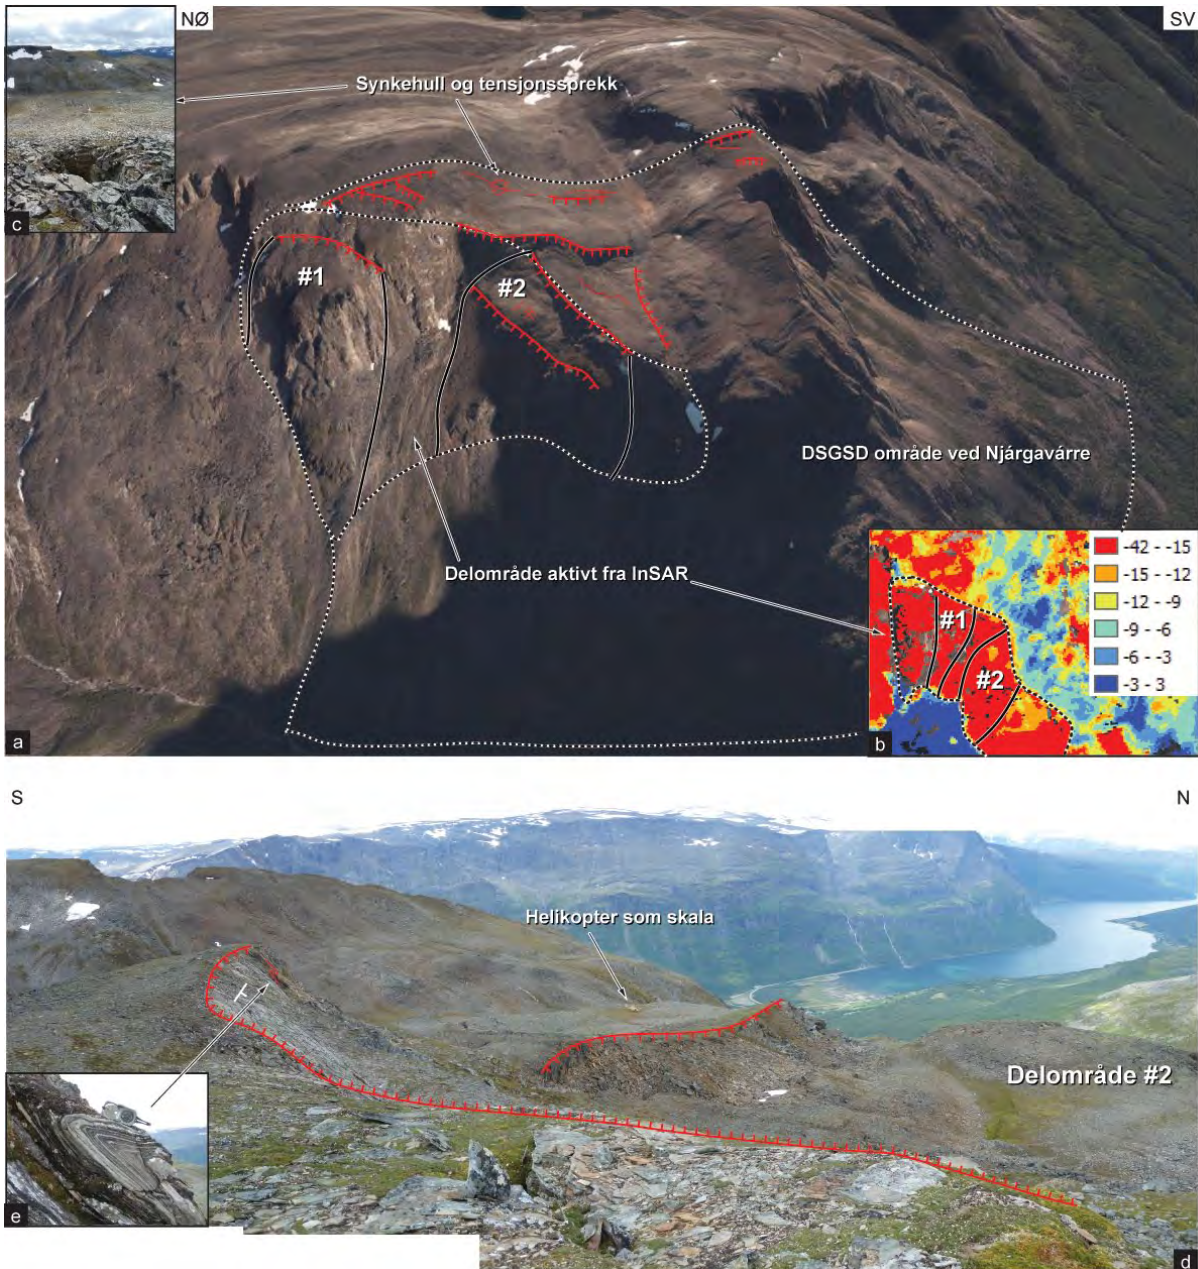 NØ
SV
Synkehull og tensjonssprekk
c
#1
#2
DSGSD område ved Njárgavárre
Delområde aktivt fra InSAR
a
-42 - -15
-15 - -12
-12 - -9
-9 - -6
-6 - -3
-3 - 3
#1
#2
b
S
N
Helikopter som skala
Delområde #2
e
d